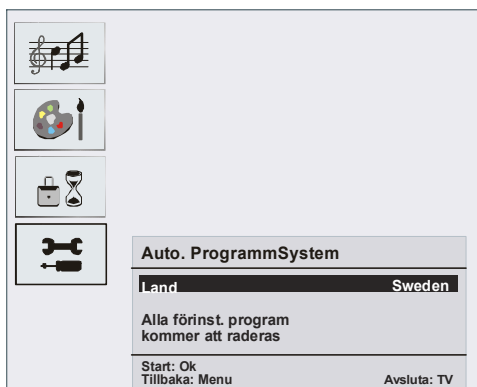 Auto. ProgrammSystem
Land Sweden
Alla förinst. program
kommer att raderas
Start: Ok
Tillbaka: Menu Avsluta: TV